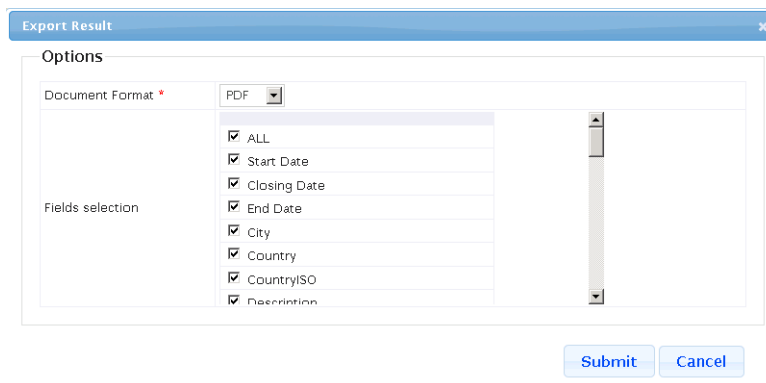 Export Result
Options
Document Format *
PDF
ALL
Start Date
Closing Date
Fields selection
End Date
City
Country
CountryISO
Description
Submit
Cancel